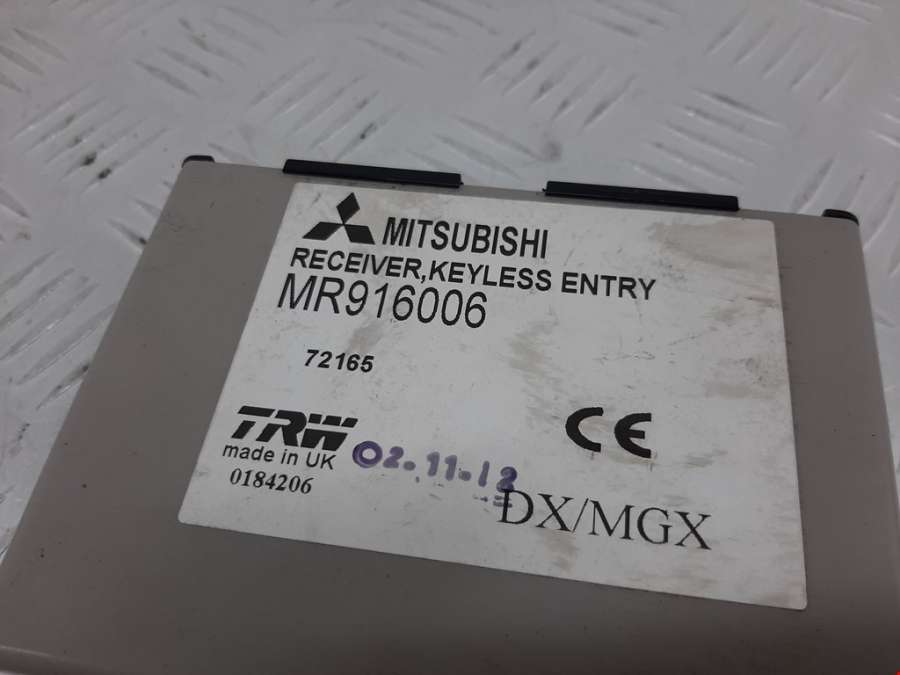 MITSUBISHI
RECEIVER,KEYLESS ENTRY
MR916006
72165
TRW
made in UK
0184206
02.11.12
CE
DX/MGX